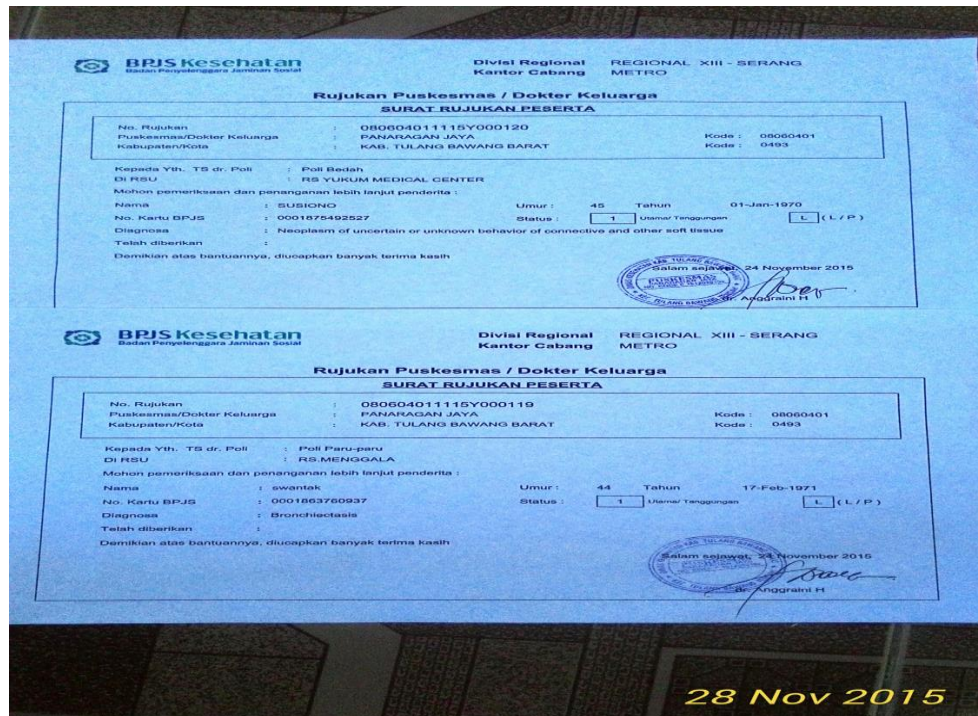 BPJS Kesehatan
Badan Penyelenggara Jaminan Sosial
Divisi Regional REGIONAL XIII - SERANG
Kantor Cabang METRO
Rujukan Puskesmas / Dokter Keluarga
SURAT RUJUKAN PESERTA
No. Rujukan : 080604011115Y000120
Puskesmas/Dokter Keluarga : PANARAGAN JAYA Kode : 08060401
Kabupaten/Kota : KAB. TULANG BAWANG BARAT Kode : 0493
Kepada Yth. TS dr. Poli : Poli Bedah
Di RSU : RS YUKUM MEDICAL CENTER
Mohon pemeriksaan dan penanganan lebih lanjut penderita :
Nama : SUSIONO Umur : 45 Tahun 01-Jan-1970
No. Kartu BPJS : 0001875492527 Status : 1 Utama/ Tanggungan L ( L / P )
Diagnosa : Neoplasm of uncertain or unknown behavior of connective and other soft tissue
Telah diberikan :
Demikian atas bantuannya, diucapkan banyak terima kasih
Salam sejawat, 24 November 2015
PUSKESMAS
dr. Anggraini H
BPJS Kesehatan
Badan Penyelenggara Jaminan Sosial
Divisi Regional REGIONAL XIII - SERANG
Kantor Cabang METRO
Rujukan Puskesmas / Dokter Keluarga
SURAT RUJUKAN PESERTA
No. Rujukan : 080604011115Y000119
Puskesmas/Dokter Keluarga : PANARAGAN JAYA Kode : 08060401
Kabupaten/Kota : KAB. TULANG BAWANG BARAT Kode : 0493
Kepada Yth. TS dr. Poli : Poli Paru-paru
Di RSU : RS.MENGGALA
Mohon pemeriksaan dan penanganan lebih lanjut penderita :
Nama : swantak Umur : 44 Tahun 17-Feb-1971
No. Kartu BPJS : 0001863760937 Status : 1 Utama/ Tanggungan L ( L / P )
Diagnosa : Bronchiectasis
Telah diberikan :
Demikian atas bantuannya, diucapkan banyak terima kasih
Salam sejawat, 24 November 2015
dr. Anggraini H
28 Nov 2015